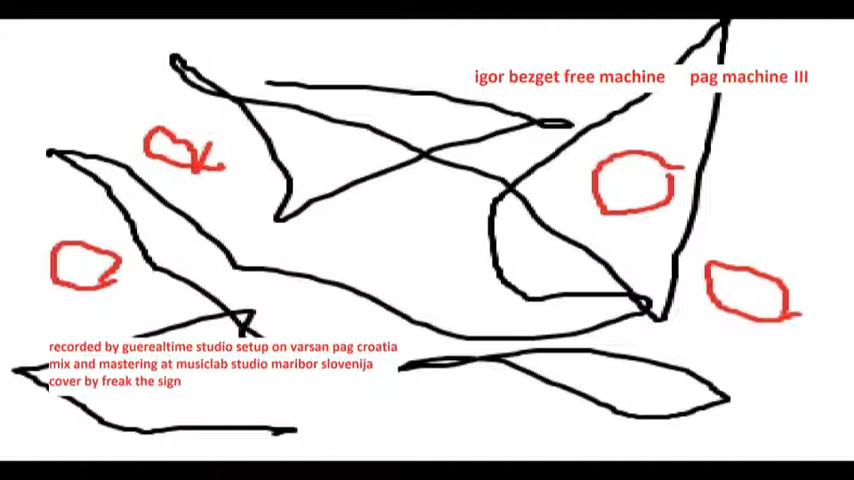 igor bezget free machine pag machine III
recorded by guerealtime studio setup on varsan pag croatia
mix and mastering at musiclab studio maribor slovenija
cover by freak the sign